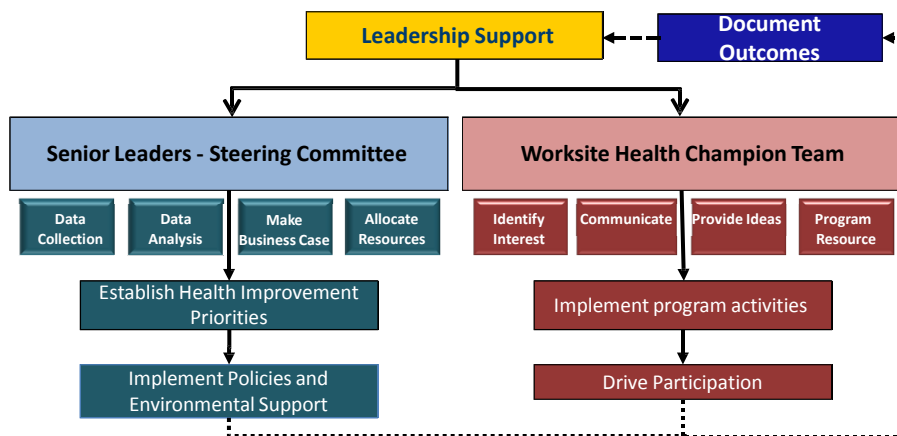 Leadership Support
Document
Outcomes
Senior Leaders - Steering Committee
Worksite Health Champion Team
Data
Collection
Data
Analysis
Make
Business Case
Allocate
Resources
Identify
Interest
Communicate
Provide Ideas
Program
Resource
Establish Health Improvement
Priorities
Implement program activities
Implement Policies and
Environmental Support
Drive Participation